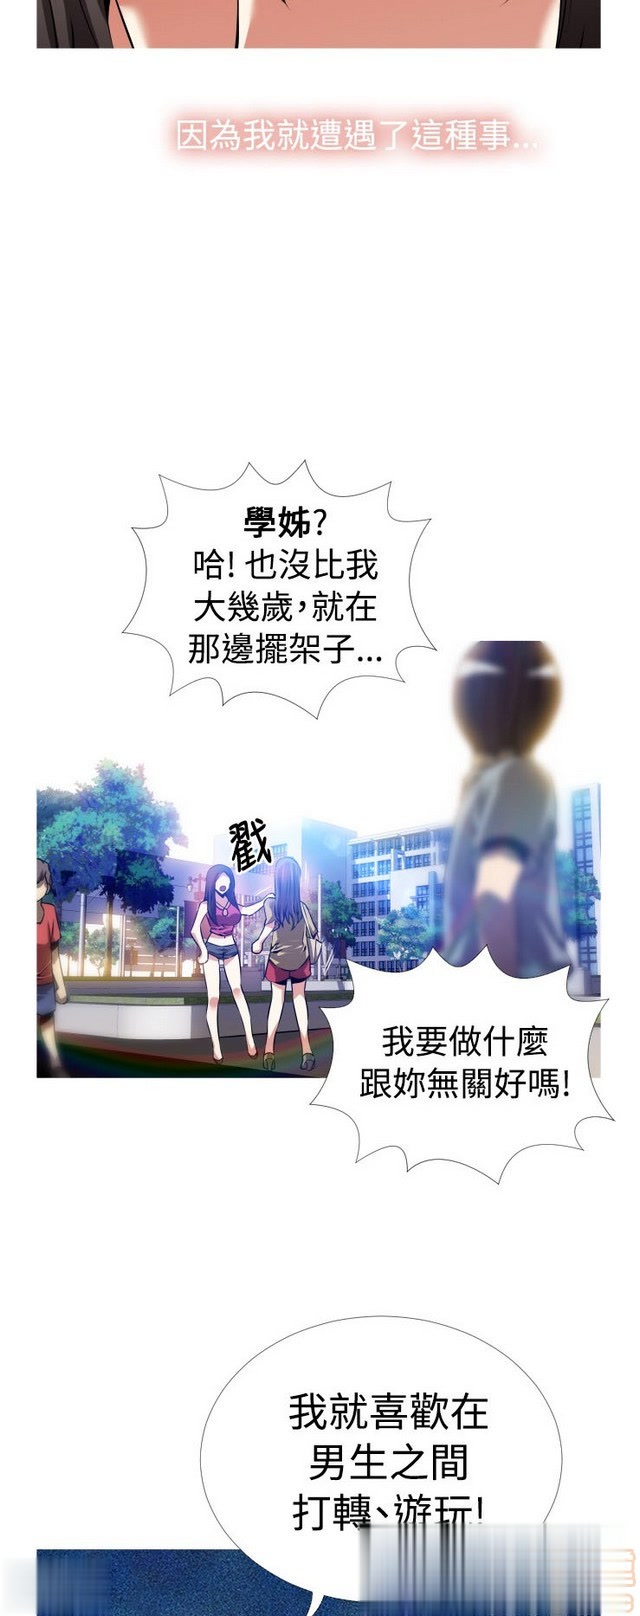 因為我就遭遇了這種事...
學姊?
哈! 也沒比我
大幾歲，就在
那邊擺架子...
戳
我要做什麼
跟妳無關好嗎!
我就喜歡在
男生之間
打轉、遊玩!